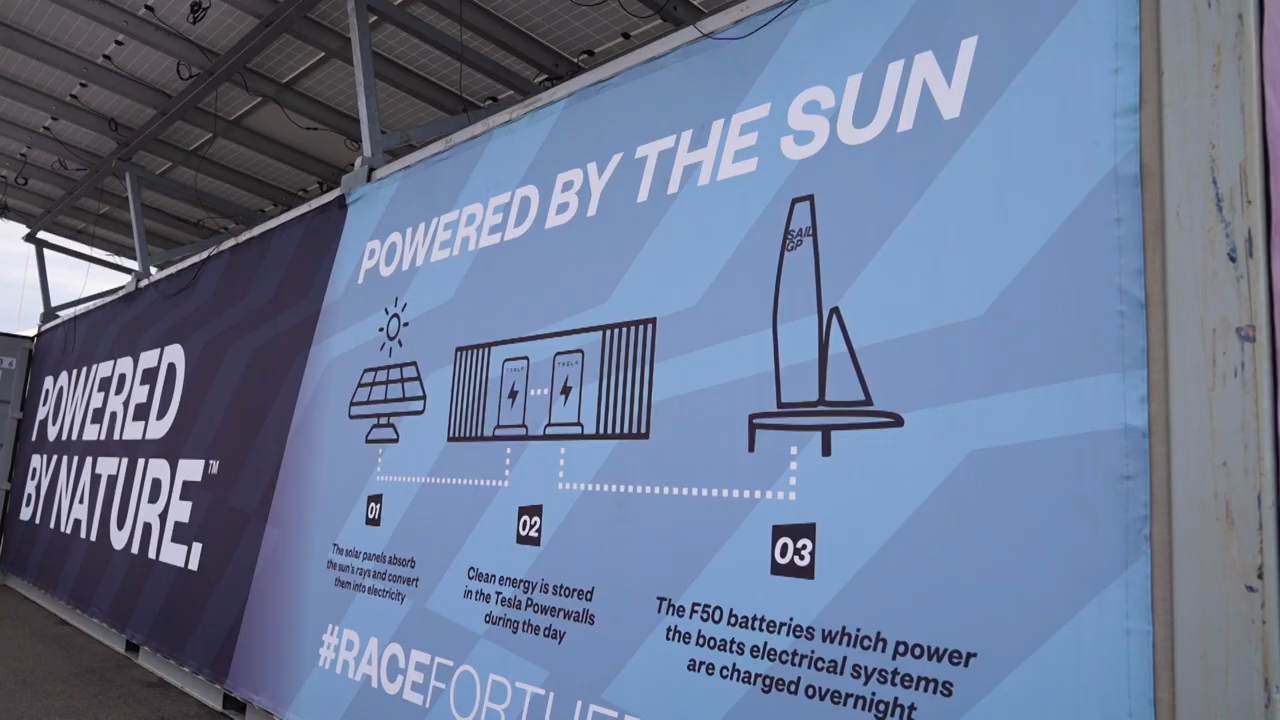 POWERED BY THE SUN
POWERED
BY NATURE.™
SAIL
GP
TESLA
TESLA
01
The solar panels absorb
the sun's rays and convert
them into electricity
02
Clean energy is stored
in the Tesla Powerwalls
during the day
03
The F50 batteries which power
the boats electrical systems
are charged overnight